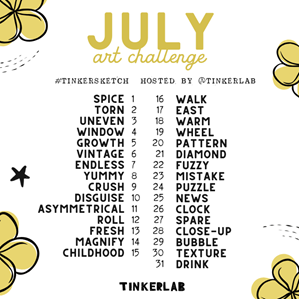 JULY
art challenge
#TINKERSKETCH HOSTED BY @TINKERLAB
SPICE 1 16 WALK
TORN 2 17 EAST
UNEVEN 3 18 WARM
WINDOW 4 19 WHEEL
GROWTH 5 20 PATTERN
VINTAGE 6 21 DIAMOND
ENDLESS 7 22 FUZZY
YUMMY 8 23 MISTAKE
CRUSH 9 24 PUZZLE
DISGUISE 10 25 NEWS
ASYMMETRICAL 11 26 CLOCK
ROLL 12 27 SPARE
FRESH 13 28 CLOSE-UP
MAGNIFY 14 29 BUBBLE
CHILDHOOD 15 30 TEXTURE
31 DRINK
TINKERLAB